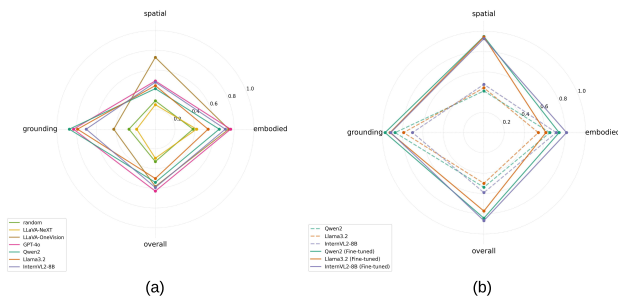 spatial
1.0
0.8
0.6
0.4
0.2
grounding
embodied
overall
random
LLaVA-NeXT
LLaVA-OneVision
GPT-4o
Qwen2
Llama3.2
InternVL2-8B
(a)
spatial
1.0
0.8
0.6
0.4
0.2
grounding
embodied
overall
Qwen2
Llama3.2
InternVL2-8B
Qwen2 (Fine-tuned)
Llama3.2 (Fine-tuned)
InternVL2-8B (Fine-tuned)
(b)